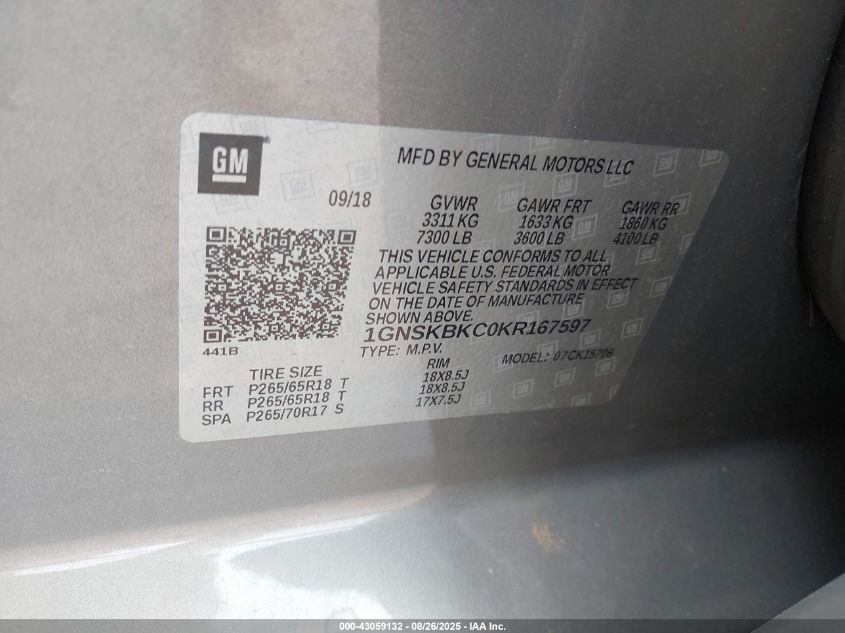 GM
MFD BY GENERAL MOTORS LLC
09/18
GVWR GAWR FRT GAWR RR
3311 KG 1633 KG 1860 KG
7300 LB 3600 LB 4100 LB
THIS VEHICLE CONFORMS TO ALL
APPLICABLE U.S. FEDERAL MOTOR
VEHICLE SAFETY STANDARDS IN EFFECT
ON THE DATE OF MANUFACTURE
SHOWN ABOVE.
1GNSKBKC0KR167597
441B
TYPE: M.P.V. MODEL: 07CK15706
TIRE SIZE RIM
FRT P265/65R18 T 18X8.5J
RR P265/65R18 T 18X8.5J
SPA P265/70R17 S 17X7.5J
000-43059132 - 08/26/2025 - IAA Inc.